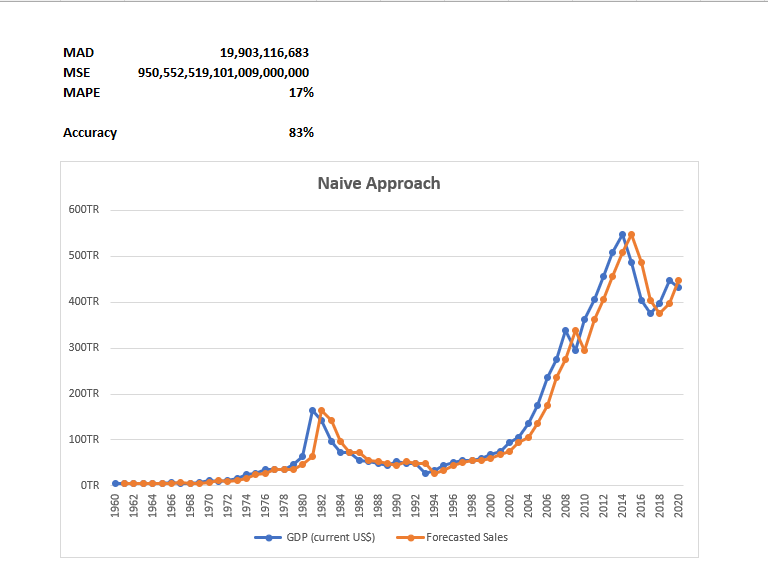 MAD 19,903,116,683
MSE 950,552,519,101,009,000,000
MAPE 17%
Accuracy 83%
Naive Approach
600TR
500TR
400TR
300TR
200TR
100TR
0TR
1960 1962 1964 1966 1968 1970 1972 1974 1976 1978 1980 1982 1984 1986 1988 1990 1992 1994 1996 1998 2000 2002 2004 2006 2008 2010 2012 2014 2016 2018 2020
GDP (current US$) Forecasted Sales